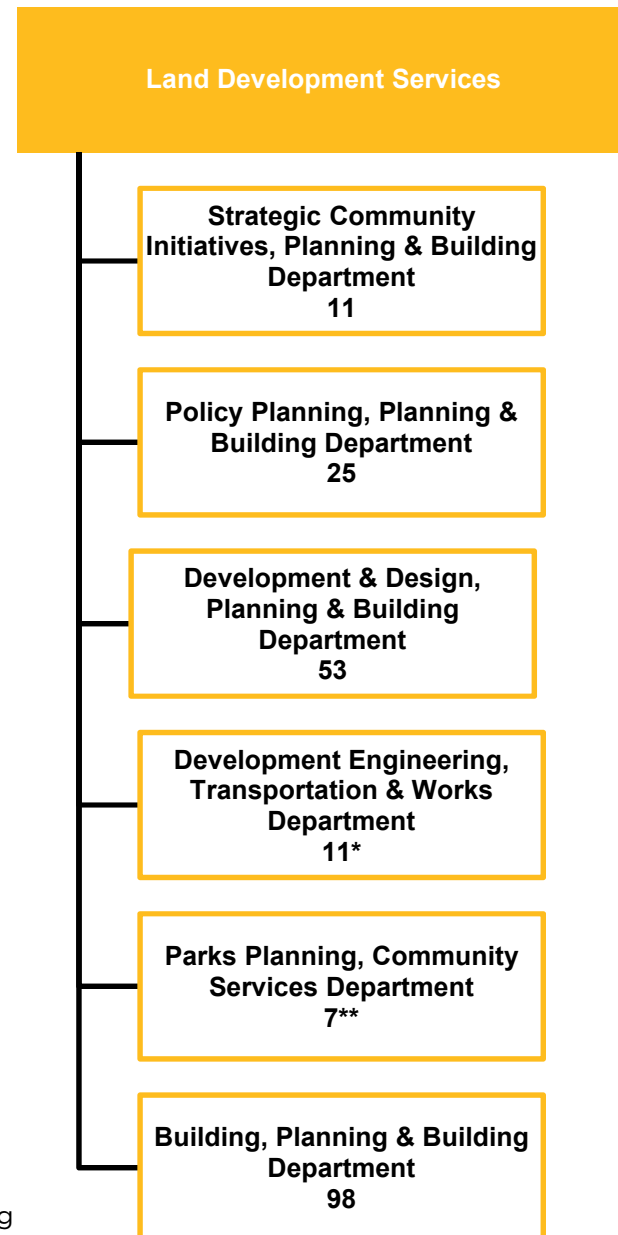 Land Development Services
Strategic Community
Initiatives, Planning & Building
Department
11
Policy Planning, Planning &
Building Department
25
Development & Design,
Planning & Building
Department
53
Development Engineering,
Transportation & Works
Department
11*
Parks Planning, Community
Services Department
7**
Building, Planning & Building
Department
98